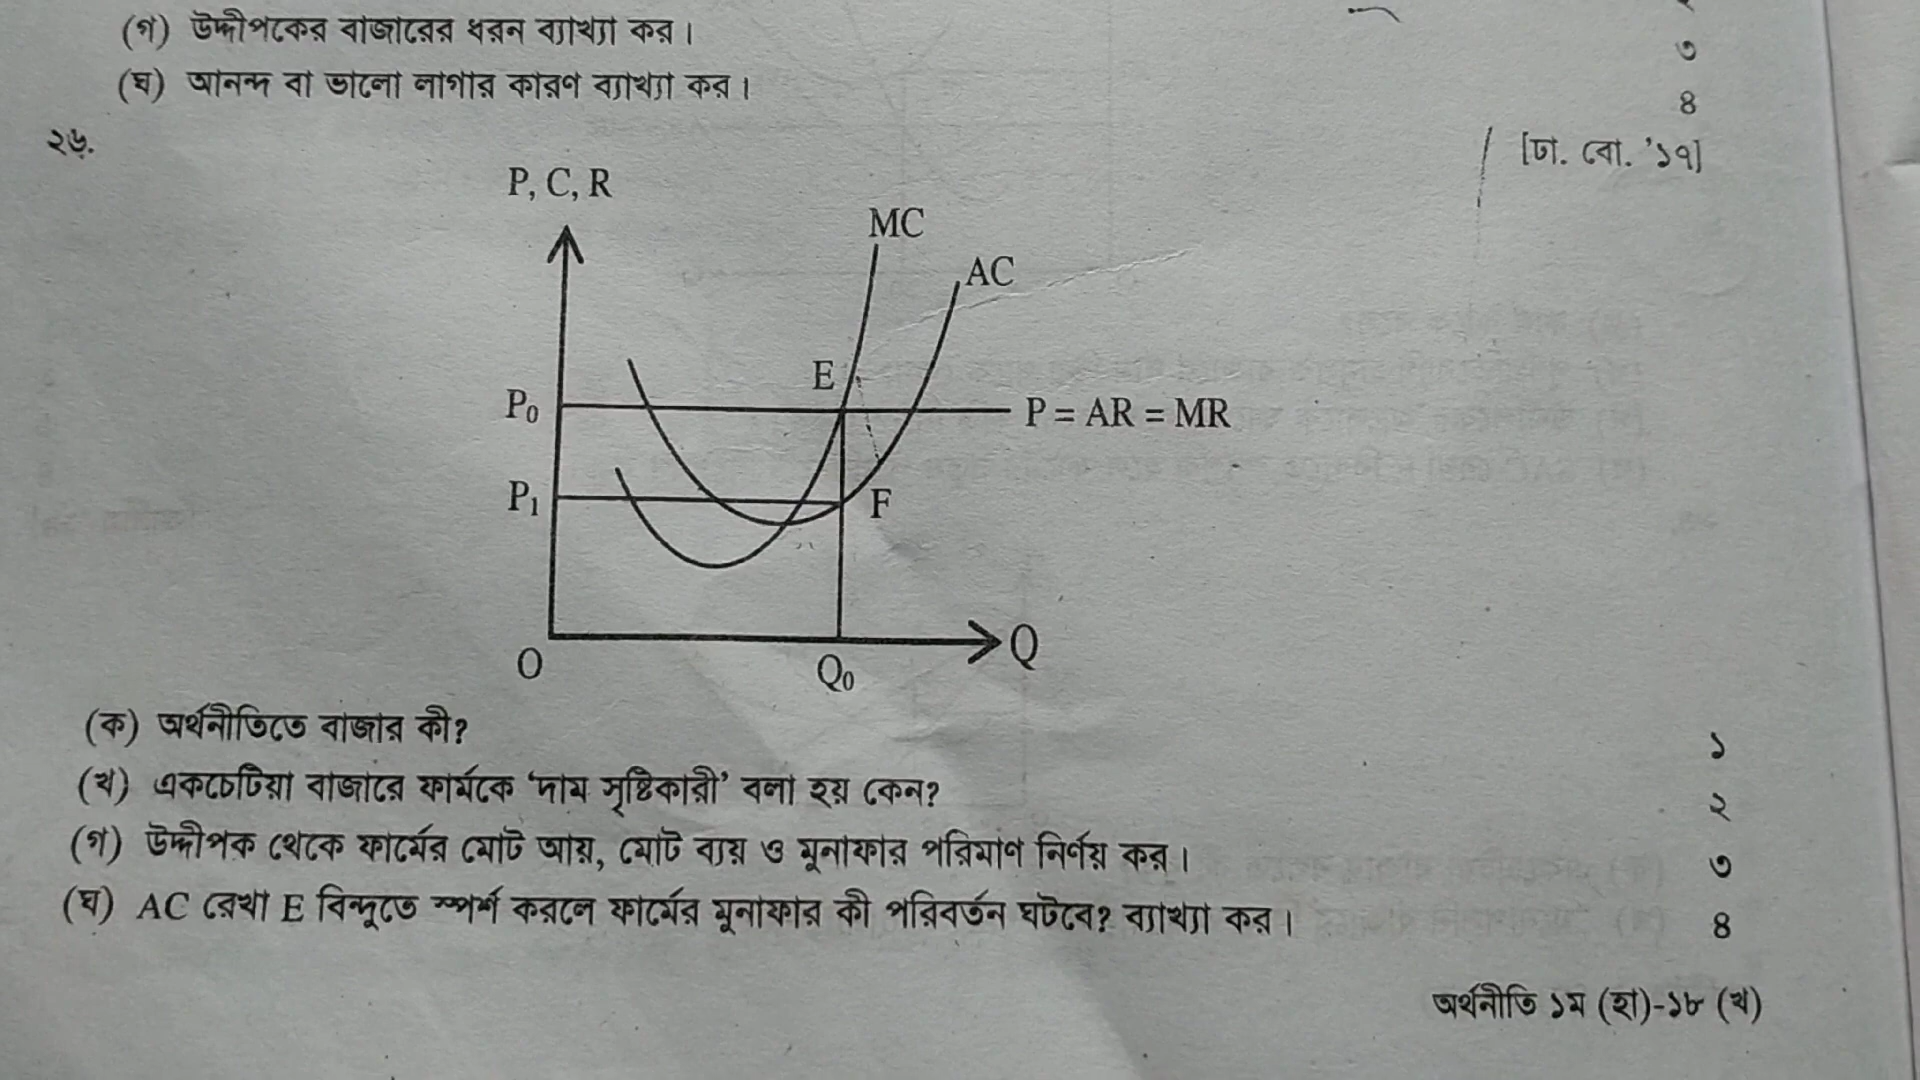 (গ) উদ্দীপকের বাজারের ধরন ব্যাখ্যা কর।
৩
(ঘ) আনন্দ বা ভালো লাগার কারণ ব্যাখ্যা কর।
৪
২৬.
[ঢা. বো. '১৭]
P, C, R
MC
AC
E
P₀
P = AR = MR
P₁
F
O
Q₀
Q
(ক) অর্থনীতিতে বাজার কী?
১
(খ) একচেটিয়া বাজারে ফার্মকে ‘দাম সৃষ্টিকারী’ বলা হয় কেন?
২
(গ) উদ্দীপক থেকে ফার্মের মোট আয়, মোট ব্যয় ও মুনাফার পরিমাণ নির্ণয় কর।
৩
(ঘ) AC রেখা E বিন্দুতে স্পর্শ করলে ফার্মের মুনাফার কী পরিবর্তন ঘটবে? ব্যাখ্যা কর।
৪
অর্থনীতি ১ম (হা)-১৮ (খ)